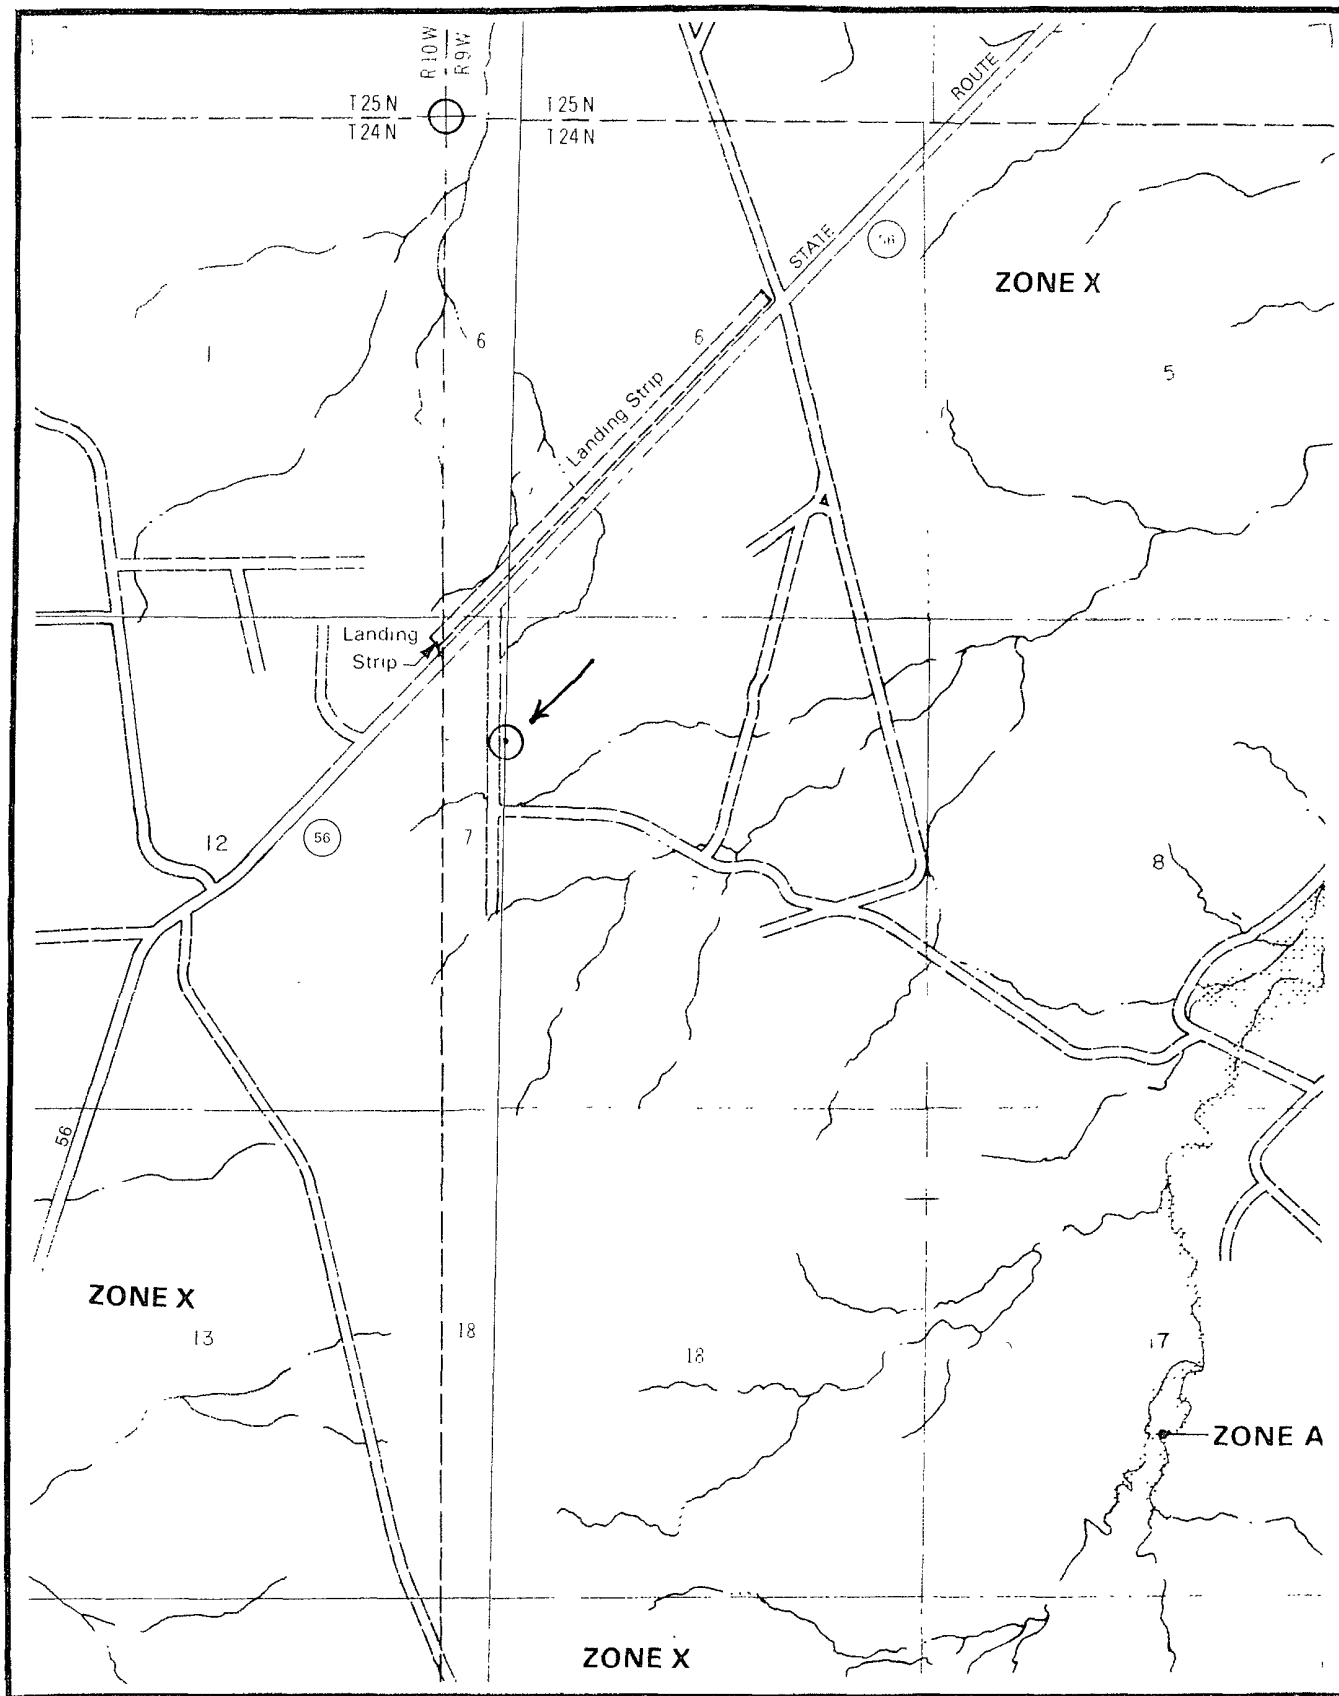 R10W
R9W
T25N
T24N
T25N
T24N
STATE ROUTE
ZONE X
1
6
6
5
Landing Strip
Landing
Strip
12
56
7
8
56
ZONE X
13
18
18
17
ZONE A
ZONE X